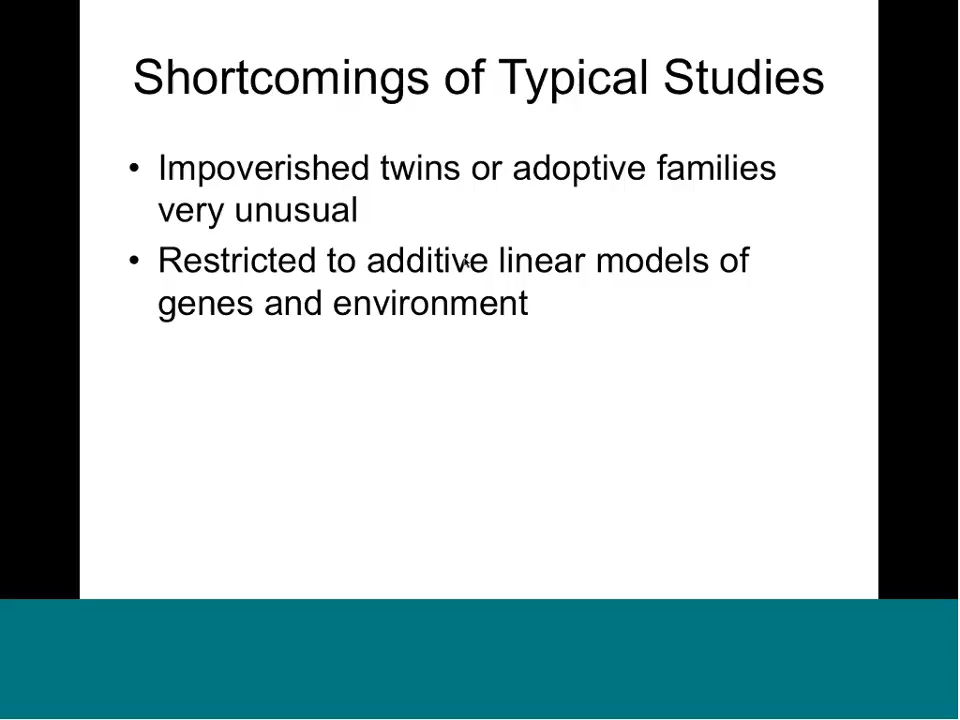 Shortcomings of Typical Studies
• Impoverished twins or adoptive families
very unusual
• Restricted to additive linear models of
genes and environment